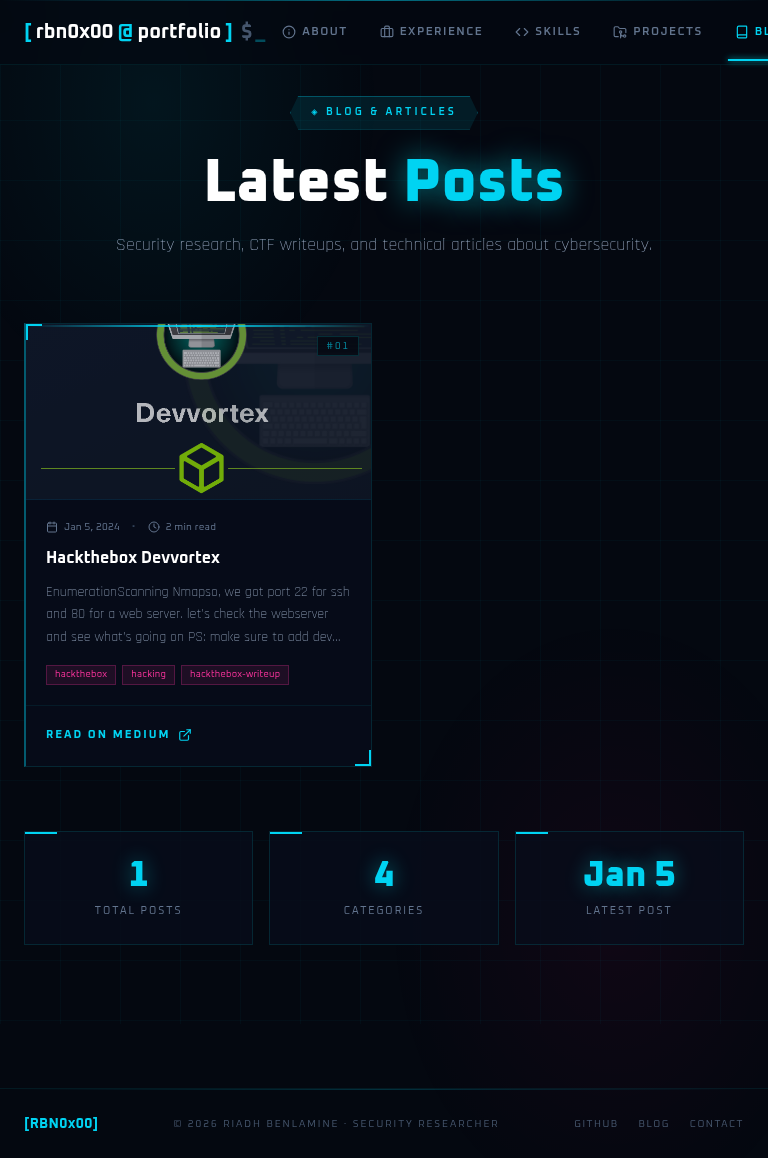 [ rbn0x00 @ portfolio ] $_
ABOUT
EXPERIENCE
SKILLS
PROJECTS
BL
◈ BLOG & ARTICLES
Latest Posts
Security research, CTF writeups, and technical articles about cybersecurity.
#01
Devvortex
Jan 5, 2024 · 2 min read
Hackthebox Devvortex
EnumerationScanning Nmapso, we got port 22 for ssh
and 80 for a web server. let's check the webserver
and see what's going on PS: make sure to add dev...
hackthebox hacking hackthebox-writeup
READ ON MEDIUM
1
TOTAL POSTS
4
CATEGORIES
Jan 5
LATEST POST
[RBN0x00]
© 2026 RIADH BENLAMINE · SECURITY RESEARCHER
GITHUB BLOG CONTACT